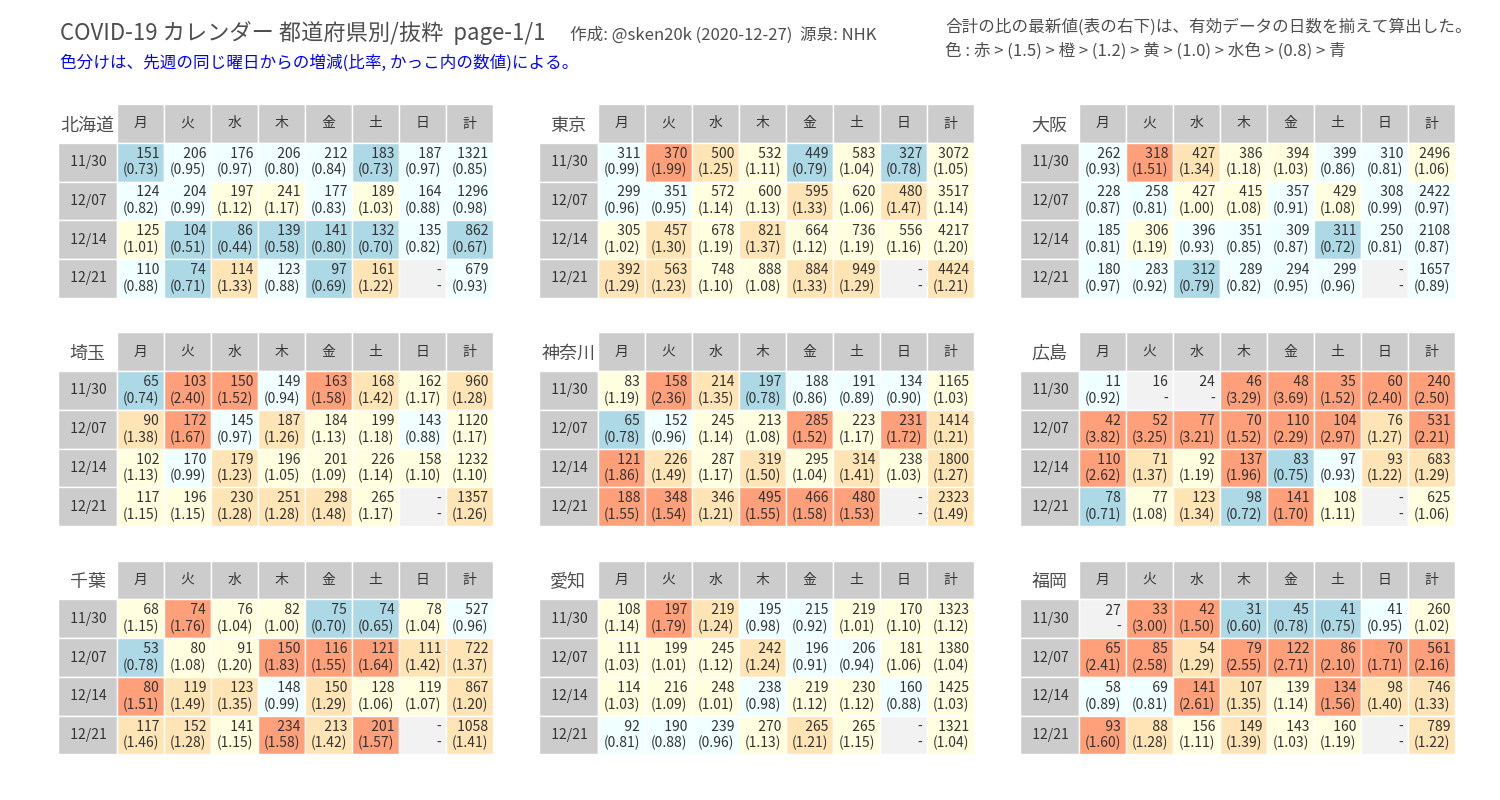 COVID-19 カレンダー 都道府県別/抜粋 page-1/1 作成: @sken20k (2020-12-27) 源泉: NHK
合計の比の最新値(表の右下)は、有効データの日数を揃えて算出した。
色分けは、先週の同じ曜日からの増減(比率, かっこ内の数値)による。
色 : 赤 > (1.5) > 橙 > (1.2) > 黄 > (1.0) > 水色 > (0.8) > 青
北海道 月 火 水 木 金 土 日 計
11/30 151 206 176 206 212 183 187 1321
(0.73) (0.95) (0.97) (0.80) (0.84) (0.73) (0.97) (0.85)
12/07 124 204 197 241 177 189 164 1296
(0.82) (0.99) (1.12) (1.17) (0.83) (1.03) (0.88) (0.98)
12/14 125 104 86 139 141 132 135 862
(1.01) (0.51) (0.44) (0.58) (0.80) (0.70) (0.82) (0.67)
12/21 110 74 114 123 97 161 - 679
(0.88) (0.71) (1.33) (0.88) (0.69) (1.22) - (0.93)
東京 月 火 水 木 金 土 日 計
11/30 311 370 500 532 449 583 327 3072
(0.99) (1.99) (1.25) (1.11) (0.79) (1.04) (0.78) (1.05)
12/07 299 351 572 600 595 620 480 3517
(0.96) (0.95) (1.14) (1.13) (1.33) (1.06) (1.47) (1.14)
12/14 305 457 678 821 664 736 556 4217
(1.02) (1.30) (1.19) (1.37) (1.12) (1.19) (1.16) (1.20)
12/21 392 563 748 888 884 949 - 4424
(1.29) (1.23) (1.10) (1.08) (1.33) (1.29) - (1.21)
大阪 月 火 水 木 金 土 日 計
11/30 262 318 427 386 394 399 310 2496
(0.93) (1.51) (1.34) (1.18) (1.03) (0.86) (0.81) (1.06)
12/07 228 258 427 415 357 429 308 2422
(0.87) (0.81) (1.00) (1.08) (0.91) (1.08) (0.99) (0.97)
12/14 185 306 396 351 309 311 250 2108
(0.81) (1.19) (0.93) (0.85) (0.87) (0.72) (0.81) (0.87)
12/21 180 283 312 289 294 299 - 1657
(0.97) (0.92) (0.79) (0.82) (0.95) (0.96) - (0.89)
埼玉 月 火 水 木 金 土 日 計
11/30 65 103 150 149 163 168 162 960
(0.74) (2.40) (1.52) (0.94) (1.58) (1.42) (1.17) (1.28)
12/07 90 172 145 187 184 199 143 1120
(1.38) (1.67) (0.97) (1.26) (1.13) (1.18) (0.88) (1.17)
12/14 102 170 179 196 201 226 158 1232
(1.13) (0.99) (1.23) (1.05) (1.09) (1.14) (1.10) (1.10)
12/21 117 196 230 251 298 265 - 1357
(1.15) (1.15) (1.28) (1.28) (1.48) (1.17) - (1.26)
神奈川 月 火 水 木 金 土 日 計
11/30 83 158 214 197 188 191 134 1165
(1.19) (2.36) (1.35) (0.78) (0.86) (0.89) (0.90) (1.03)
12/07 65 152 245 213 285 223 231 1414
(0.78) (0.96) (1.14) (1.08) (1.52) (1.17) (1.72) (1.21)
12/14 121 226 287 319 295 314 238 1800
(1.86) (1.49) (1.17) (1.50) (1.04) (1.41) (1.03) (1.27)
12/21 188 348 346 495 466 480 - 2323
(1.55) (1.54) (1.21) (1.55) (1.58) (1.53) - (1.49)
広島 月 火 水 木 金 土 日 計
11/30 11 16 24 46 48 35 60 240
(0.92) - - (3.29) (3.69) (1.52) (2.40) (2.50)
12/07 42 52 77 70 110 104 76 531
(3.82) (3.25) (3.21) (1.52) (2.29) (2.97) (1.27) (2.21)
12/14 110 71 92 137 83 97 93 683
(2.62) (1.37) (1.19) (1.96) (0.75) (0.93) (1.22) (1.29)
12/21 78 77 123 98 141 108 - 625
(0.71) (1.08) (1.34) (0.72) (1.70) (1.11) - (1.06)
千葉 月 火 水 木 金 土 日 計
11/30 68 74 76 82 75 74 78 527
(1.15) (1.76) (1.04) (1.00) (0.70) (0.65) (1.04) (0.96)
12/07 53 80 91 150 116 121 111 722
(0.78) (1.08) (1.20) (1.83) (1.55) (1.64) (1.42) (1.37)
12/14 80 119 123 148 150 128 119 867
(1.51) (1.49) (1.35) (0.99) (1.29) (1.06) (1.07) (1.20)
12/21 117 152 141 234 213 201 - 1058
(1.46) (1.28) (1.15) (1.58) (1.42) (1.57) - (1.41)
愛知 月 火 水 木 金 土 日 計
11/30 108 197 219 195 215 219 170 1323
(1.14) (1.79) (1.24) (0.98) (0.92) (1.01) (1.10) (1.12)
12/07 111 199 245 242 196 206 181 1380
(1.03) (1.01) (1.12) (1.24) (0.91) (0.94) (1.06) (1.04)
12/14 114 216 248 238 219 230 160 1425
(1.03) (1.09) (1.01) (0.98) (1.12) (1.12) (0.88) (1.03)
12/21 92 190 239 270 265 265 - 1321
(0.81) (0.88) (0.96) (1.13) (1.21) (1.15) - (1.04)
福岡 月 火 水 木 金 土 日 計
11/30 27 33 42 31 45 41 41 260
- (3.00) (1.50) (0.60) (0.78) (0.75) (0.95) (1.02)
12/07 65 85 54 79 122 86 70 561
(2.41) (2.58) (1.29) (2.55) (2.71) (2.10) (1.71) (2.16)
12/14 58 69 141 107 139 134 98 746
(0.89) (0.81) (2.61) (1.35) (1.14) (1.56) (1.40) (1.33)
12/21 93 88 156 149 143 160 - 789
(1.60) (1.28) (1.11) (1.39) (1.03) (1.19) - (1.22)